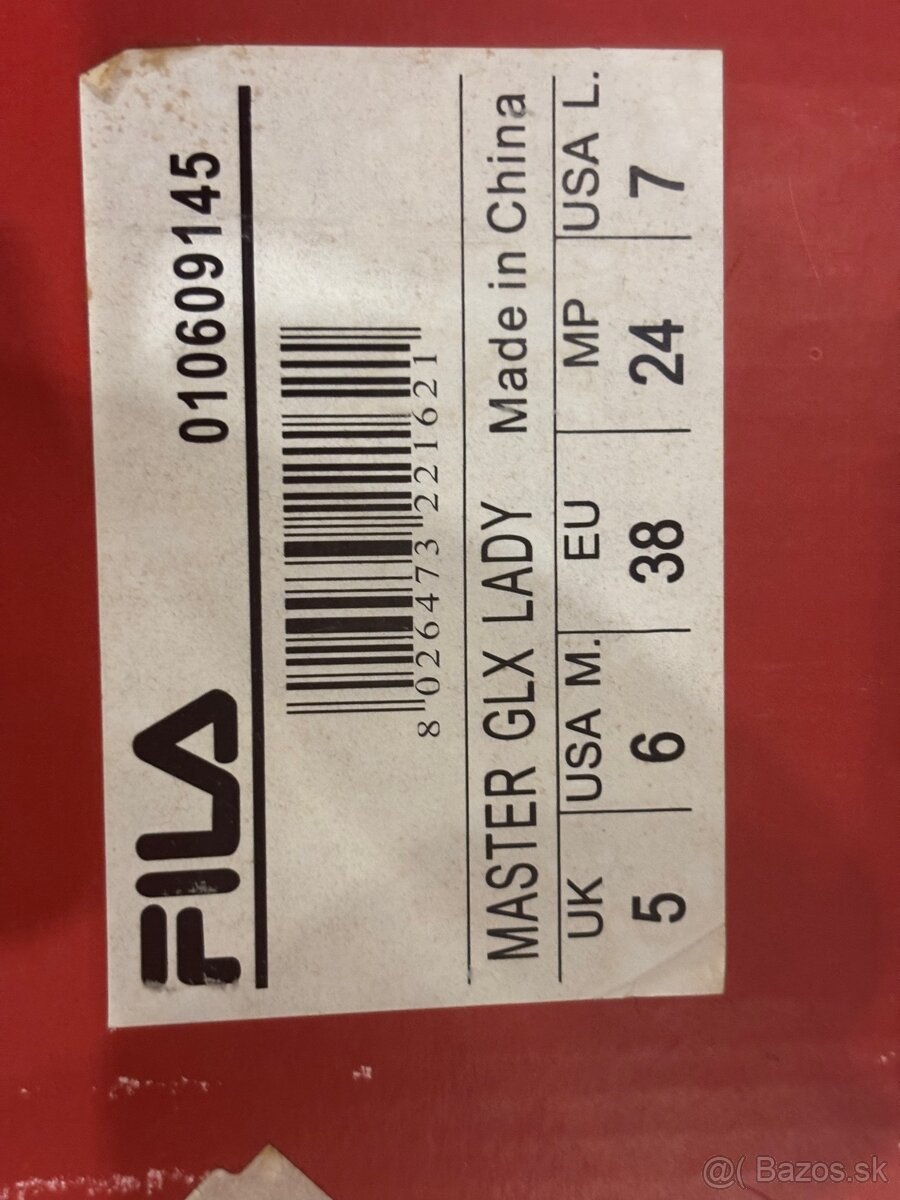 FILA 010609145
8 026473 221621
MASTER GLX LADY Made in China
UK USA M. EU MP USA L.
5 6 38 24 7
@( Bazos.sk